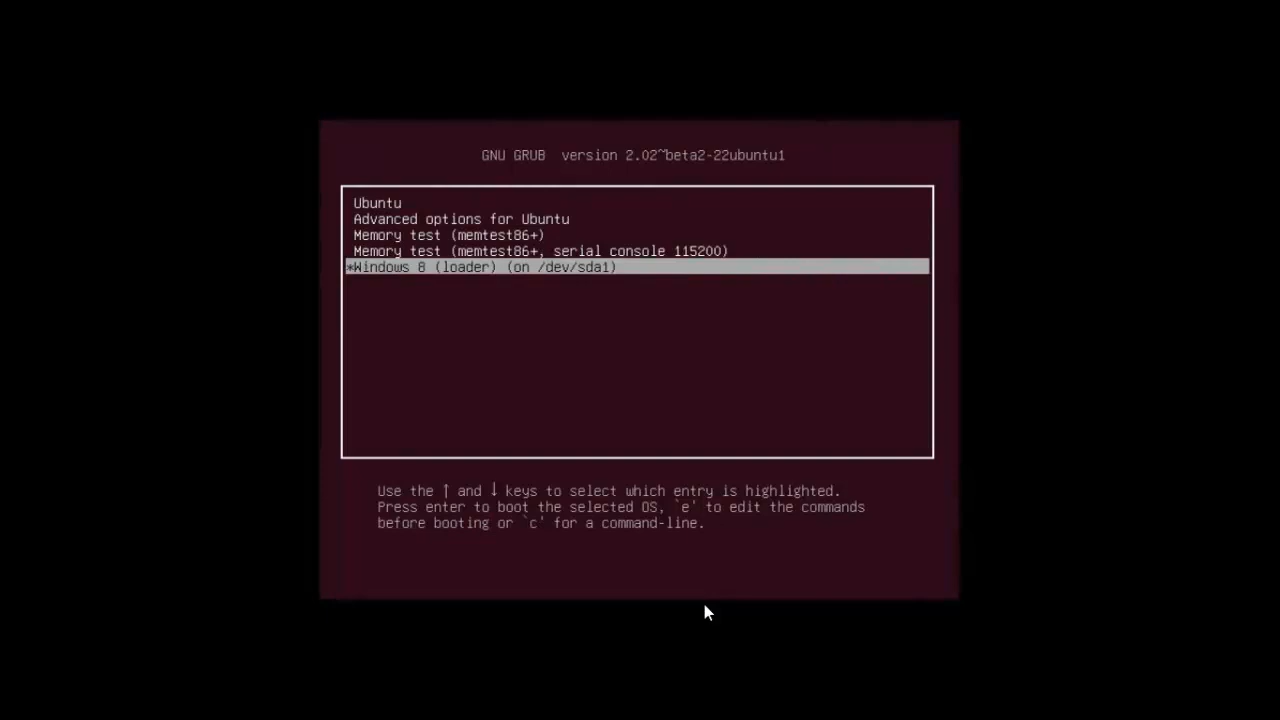 GNU GRUB  version 2.02~beta2-22ubuntu1
Ubuntu
Advanced options for Ubuntu
Memory test (memtest86+)
Memory test (memtest86+, serial console 115200)
*Windows 8 (loader) (on /dev/sda1)
Use the ↑ and ↓ keys to select which entry is highlighted.
Press enter to boot the selected OS, `e' to edit the commands
before booting or `c' for a command-line.